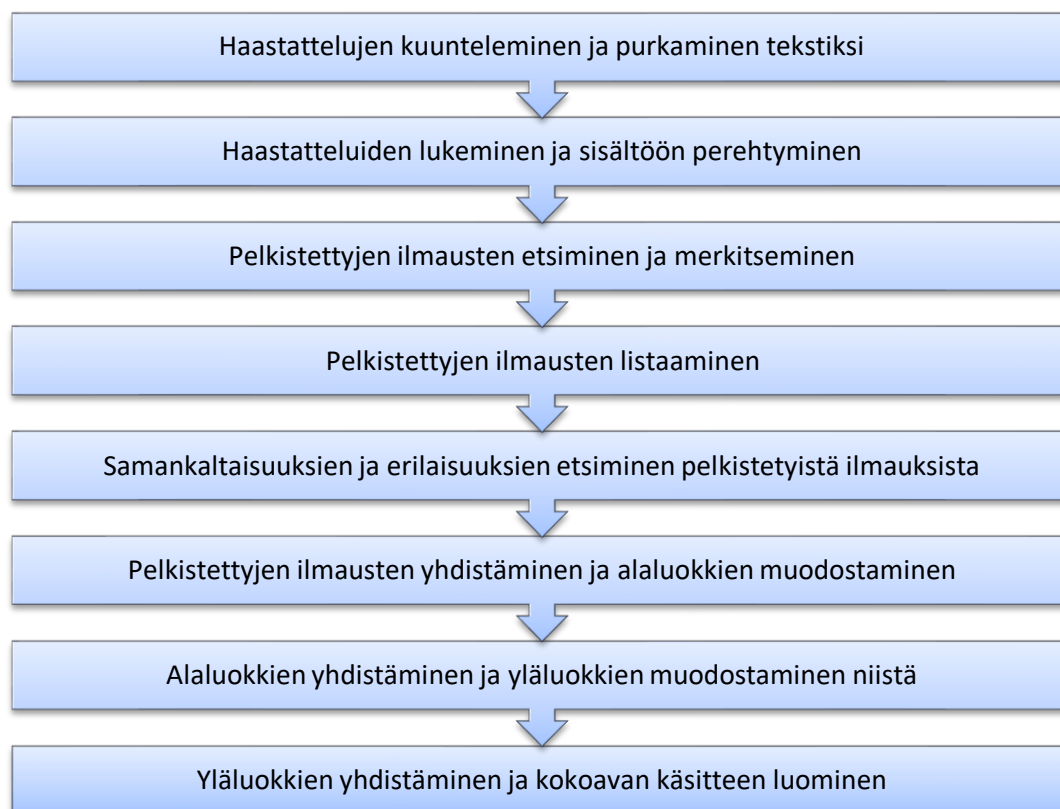 Haastattelujen kuunteleminen ja purkaminen tekstiksi
Haastatteluiden lukeminen ja sisältöön perehtyminen
Pelkistettyjen ilmausten etsiminen ja merkitseminen
Pelkistettyjen ilmausten listaaminen
Samankaltaisuuksien ja erilaisuuksien etsiminen pelkistetyistä ilmauksista
Pelkistettyjen ilmausten yhdistäminen ja alaluokkien muodostaminen
Alaluokkien yhdistäminen ja yläluokkien muodostaminen niistä
Yläluokkien yhdistäminen ja kokoavan käsitteen luominen